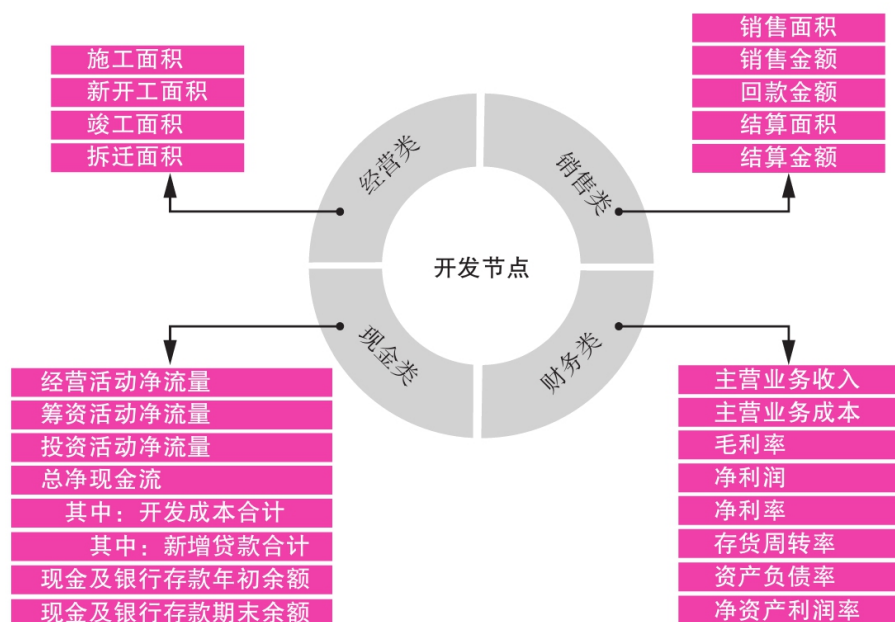 施工面积
新开工面积
竣工面积
拆迁面积
销售面积
销售金额
回款金额
结算面积
结算金额
经营类
销售类
开发节点
现金类
财务类
经营活动净流量
筹资活动净流量
投资活动净流量
总净现金流
其中：开发成本合计
其中：新增贷款合计
现金及银行存款年初余额
现金及银行存款期末余额
主营业务收入
主营业务成本
毛利率
净利润
净利率
存货周转率
资产负债率
净资产利润率